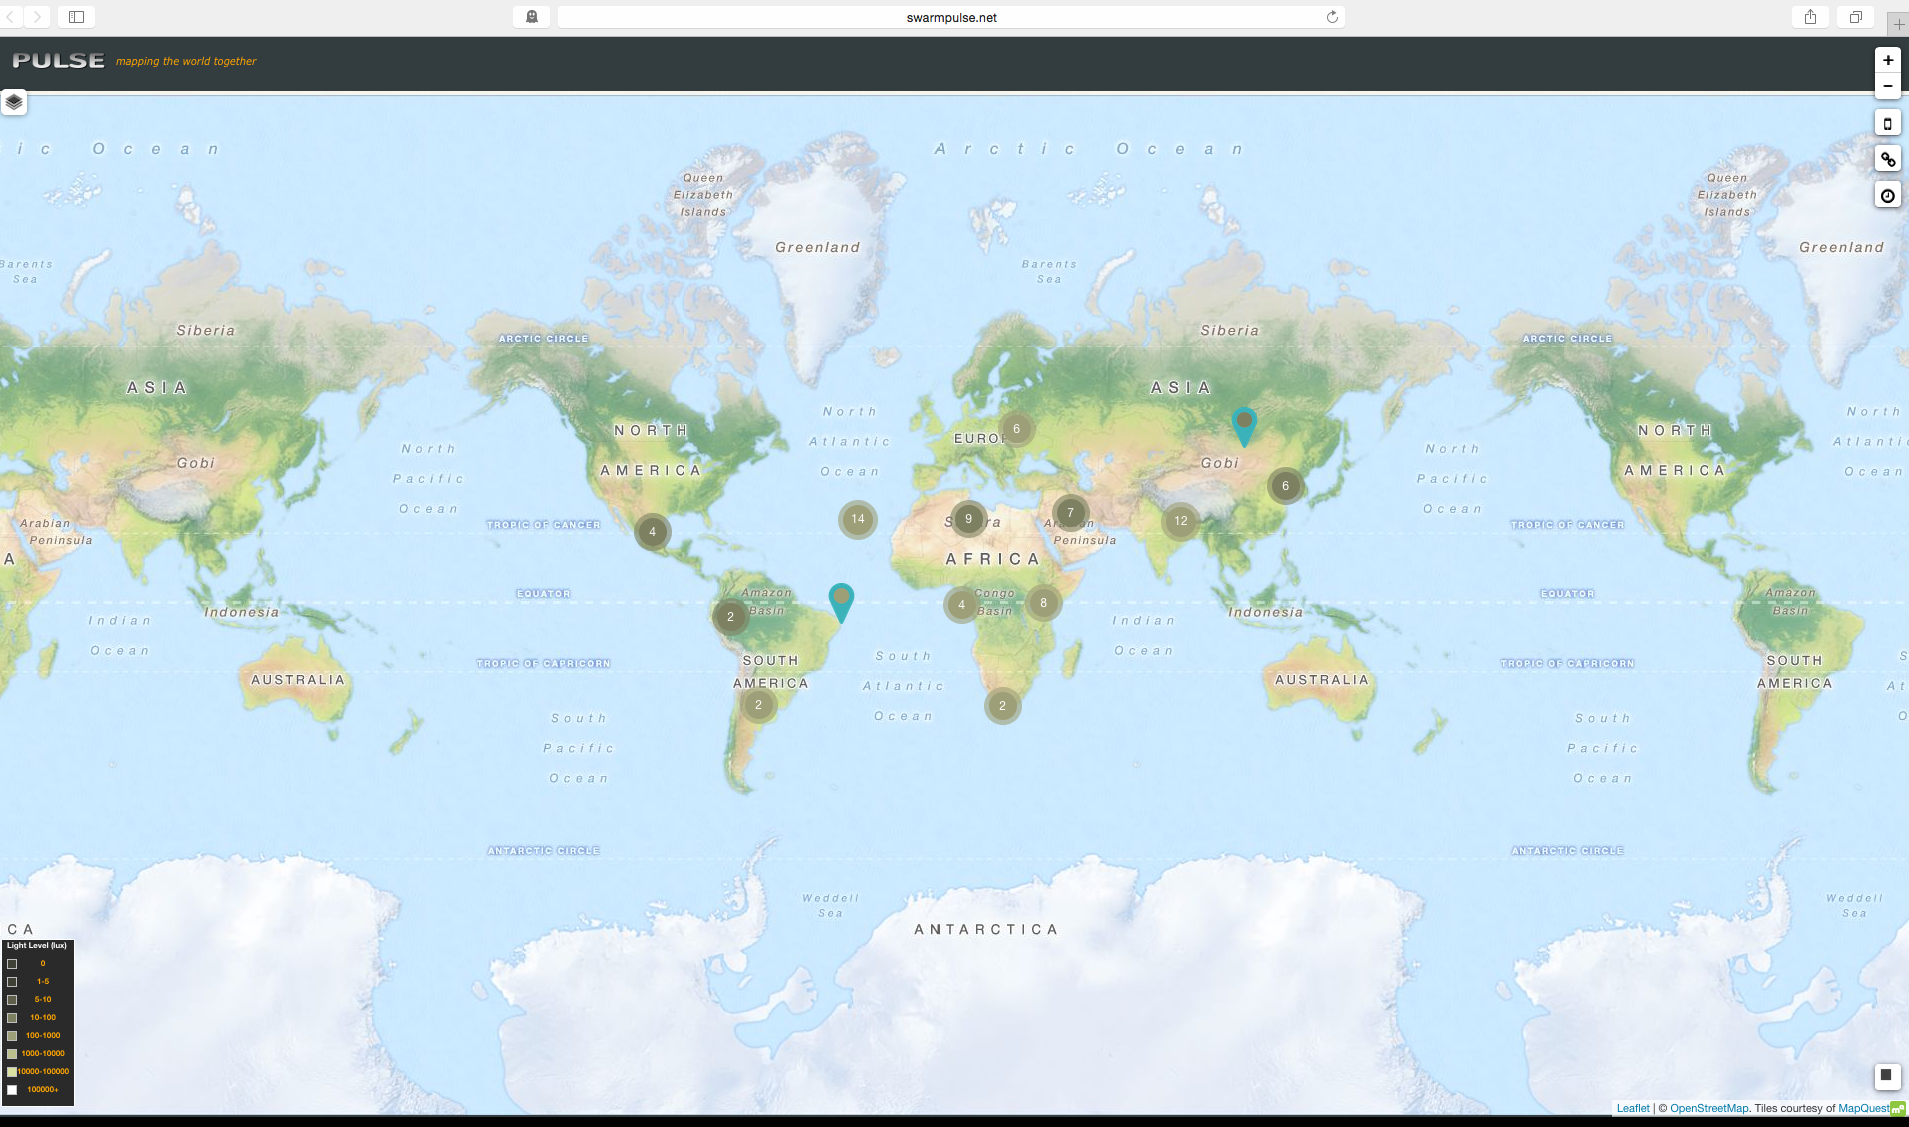 swarmpulse.net
PULSE mapping the world together
ic Ocean
Arctic Ocean
Queen
Elizabeth
Islands
Queen
Elizabeth
Islands
Greenland
Greenland
Barents
Sea
Barents
Sea
Siberia
Siberia
ARCTIC CIRCLE
ARCTIC CIRCLE
ASIA
ASIA
North
Atlantic
Ocean
North
Atlantic
Ocean
NORTH
AMERICA
NORTH
AMERICA
EUROP
6
North
Pacific
Ocean
North
Pacific
Ocean
Gobi
Gobi
6
Arabian
Peninsula
TROPIC OF CANCER
TROPIC OF CANCER
4
14
9
7
12
Peninsula
A
AFRICA
EQUATOR
EQUATOR
Amazon
Basin
Amazon
Basin
Congo
Basin
2
4
8
Indonesia
Indonesia
Indian
Ocean
Indian
Ocean
TROPIC OF CAPRICORN
TROPIC OF CAPRICORN
SOUTH
AMERICA
SOUTH
AMERICA
South
Atlantic
Ocean
S
At
O
AUSTRALIA
AUSTRALIA
2
2
South
Pacific
Ocean
South
Pacific
Ocean
ANTARCTIC CIRCLE
ANTARCTIC CIRCLE
Weddell
Sea
Weddell
Sea
CA
ANTARCTICA
Light Level (lux)
0
1-5
5-10
10-100
100-1000
1000-10000
10000-100000
100000+
Leaflet | © OpenStreetMap. Tiles courtesy of MapQuest